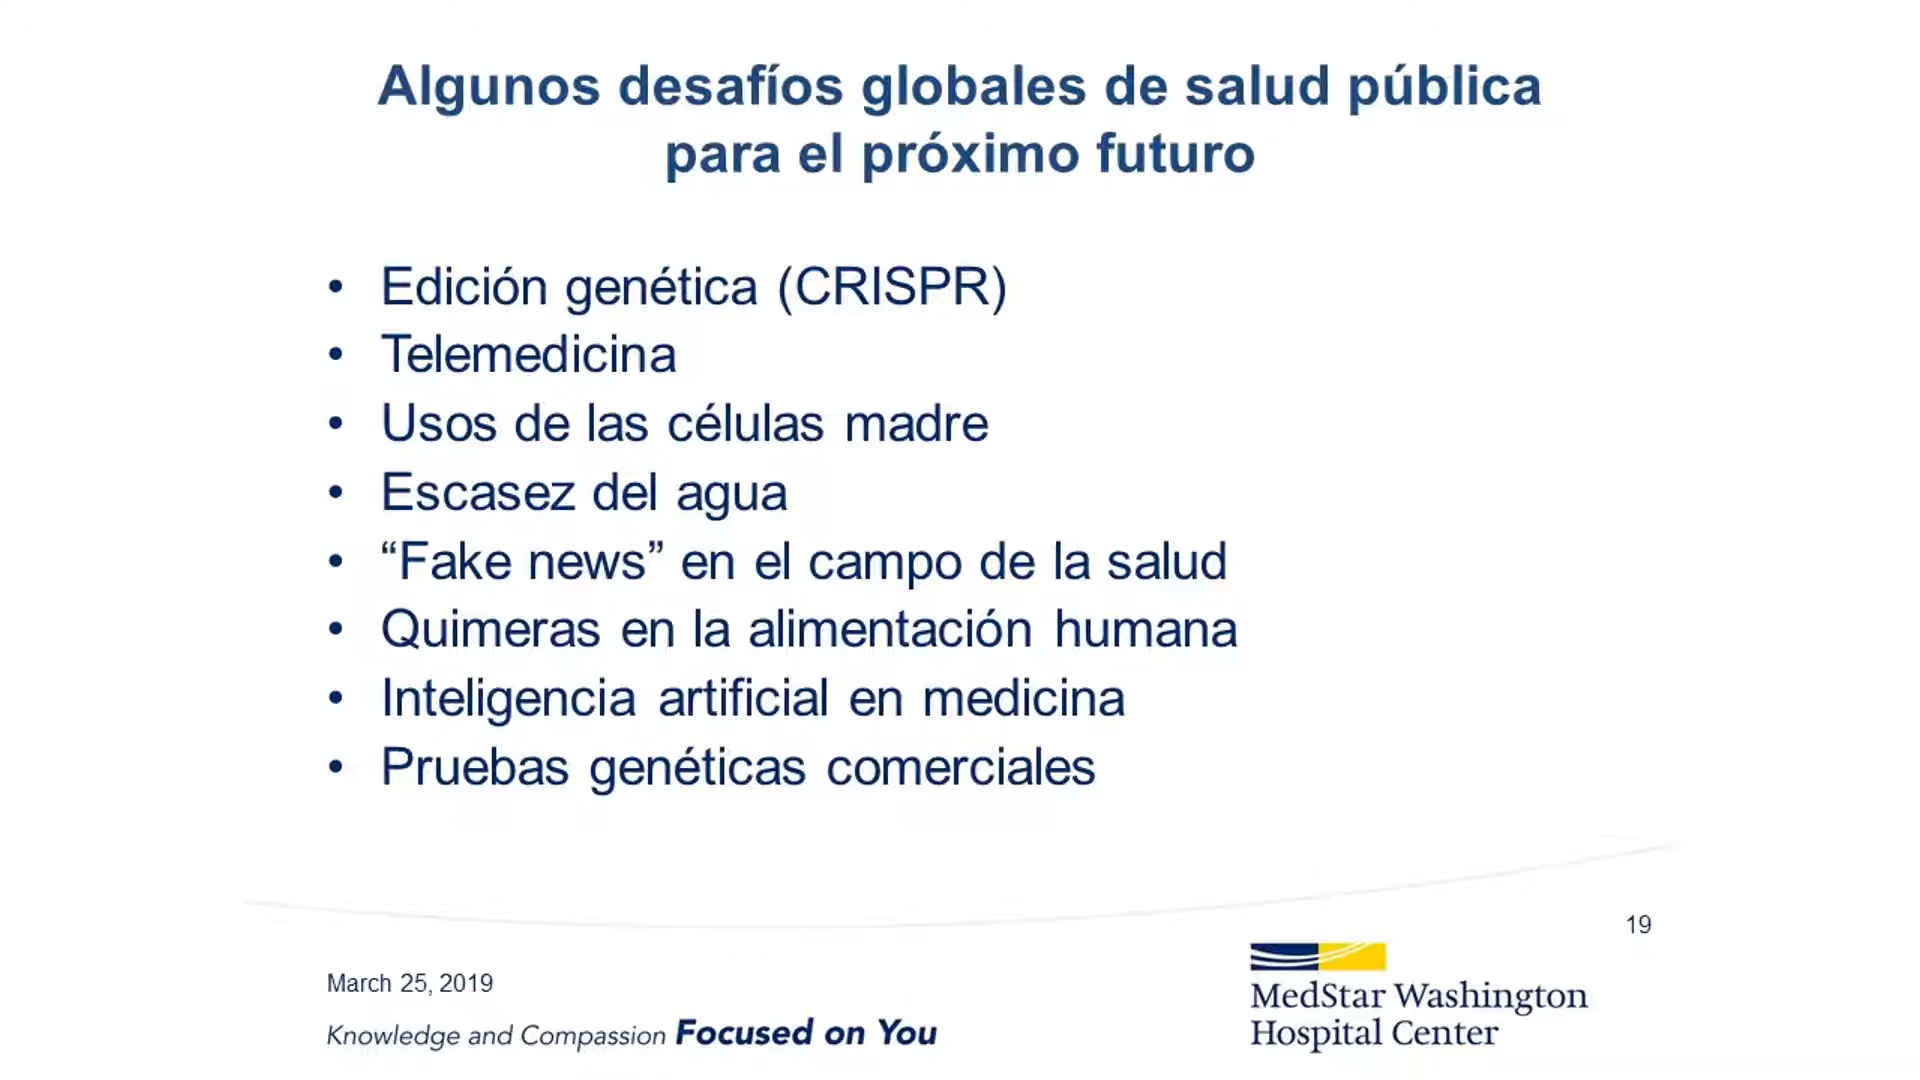 Algunos desafíos globales de salud pública
para el próximo futuro
• Edición genética (CRISPR)
• Telemedicina
• Usos de las células madre
• Escasez del agua
• “Fake news” en el campo de la salud
• Quimeras en la alimentación humana
• Inteligencia artificial en medicina
• Pruebas genéticas comerciales
19
March 25, 2019
Knowledge and Compassion Focused on You
MedStar Washington
Hospital Center